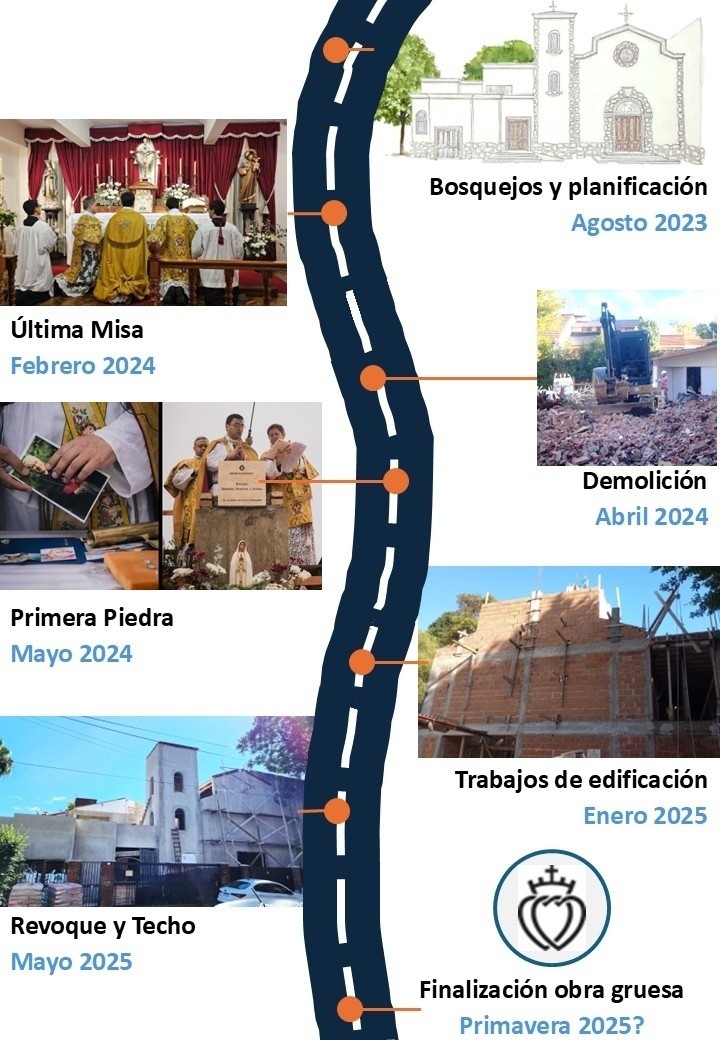 Bosquejos y planificación
Agosto 2023
Última Misa
Febrero 2024
Demolición
Abril 2024
Primera Piedra
Mayo 2024
Trabajos de edificación
Enero 2025
Revoque y Techo
Mayo 2025
Finalización obra gruesa
Primavera 2025?